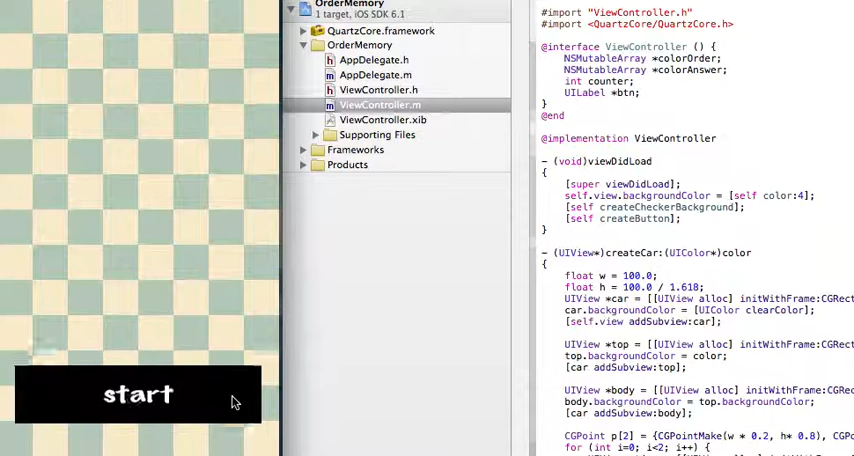 start
OrderMemory
1 target, iOS SDK 6.1
QuartzCore.framework
OrderMemory
AppDelegate.h
AppDelegate.m
ViewController.h
ViewController.m
ViewController.xib
Supporting Files
Frameworks
Products
#import "ViewController.h"
#import <QuartzCore/QuartzCore.h>
@interface ViewController () {
NSMutableArray *colorOrder;
NSMutableArray *colorAnswer;
int counter;
UILabel *btn;
}
@end
@implementation ViewController
- (void)viewDidLoad
{
[super viewDidLoad];
self.view.backgroundColor = [self color:4];
[self createCheckerBackground];
[self createButton];
}
- (UIView*)createCar:(UIColor*)color
{
float w = 100.0;
float h = 100.0 / 1.618;
UIView *car = [[UIView alloc] initWithFrame:CGRect
car.backgroundColor = [UIColor clearColor];
[self.view addSubview:car];
UIView *top = [[UIView alloc] initWithFrame:CGRectM
top.backgroundColor = color;
[car addSubview:top];
UIView *body = [[UIView alloc] initWithFrame:CGRec
body.backgroundColor = top.backgroundColor;
[car addSubview:body];
CGPoint p[2] = {CGPointMake(w * 0.2, h* 0.8), CGPo
for (int i=0; i<2; i++) {